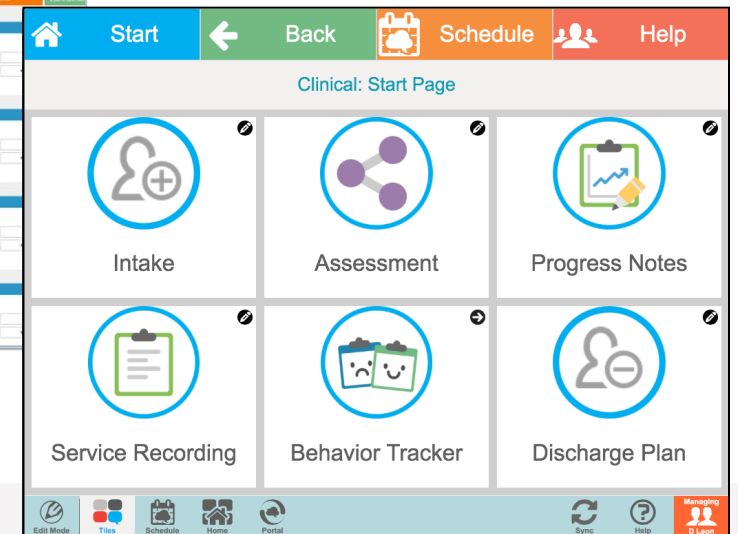 Start
Back
Schedule
Help
Clinical: Start Page
Intake
Assessment
Progress Notes
Service Recording
Behavior Tracker
Discharge Plan
Edit Mode
Tiles
Schedule
Home
Portal
Sync
Help
Managing
D Leon